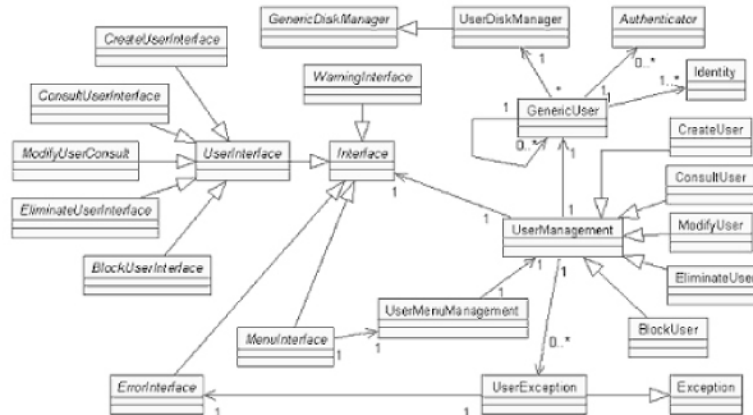 GenericDiskManager
UserDiskManager
Authenticator
CreateUserInterface
1
0..*
WarningInterface
*
1
1..*
Identity
ConsultUserInterface
1
GenericUser
CreateUser
ModifyUserConsult
UserInterface
Interface
0..*
1
ConsultUser
1
EliminateUserInterface
1
1
UserManagement
ModifyUser
BlockUserInterface
1
1
EliminateUser
1
UserMenuManagement
BlockUser
MenuInterface
1
1
0..*
ErrorInterface
UserException
Exception
1
1